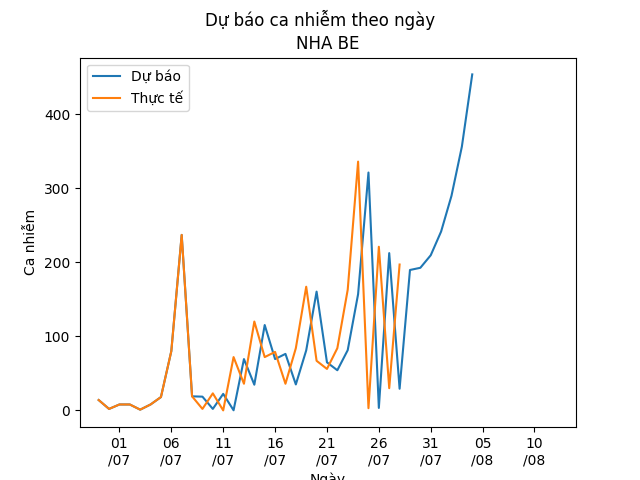 Dự báo ca nhiễm theo ngày
NHA BE
Dự báo
Thực tế
Ca nhiễm
400
300
200
100
0
01 06 11 16 21 26 31 05 10
/07 /07 /07 /07 /07 /07 /07 /08 /08
Ngày